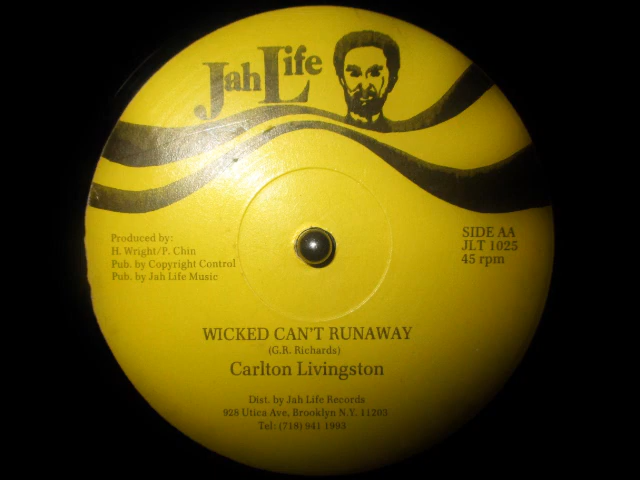 Jah Life
Produced by:
H. Wright/P. Chin
Pub. by Copyright Control
Pub. by Jah Life Music
SIDE AA
JLT 1025
45 rpm
WICKED CAN'T RUNAWAY
(G.R. Richards)
Carlton Livingston
Dist. by Jah Life Records
928 Utica Ave, Brooklyn N.Y. 11203
Tel: (718) 941 1993